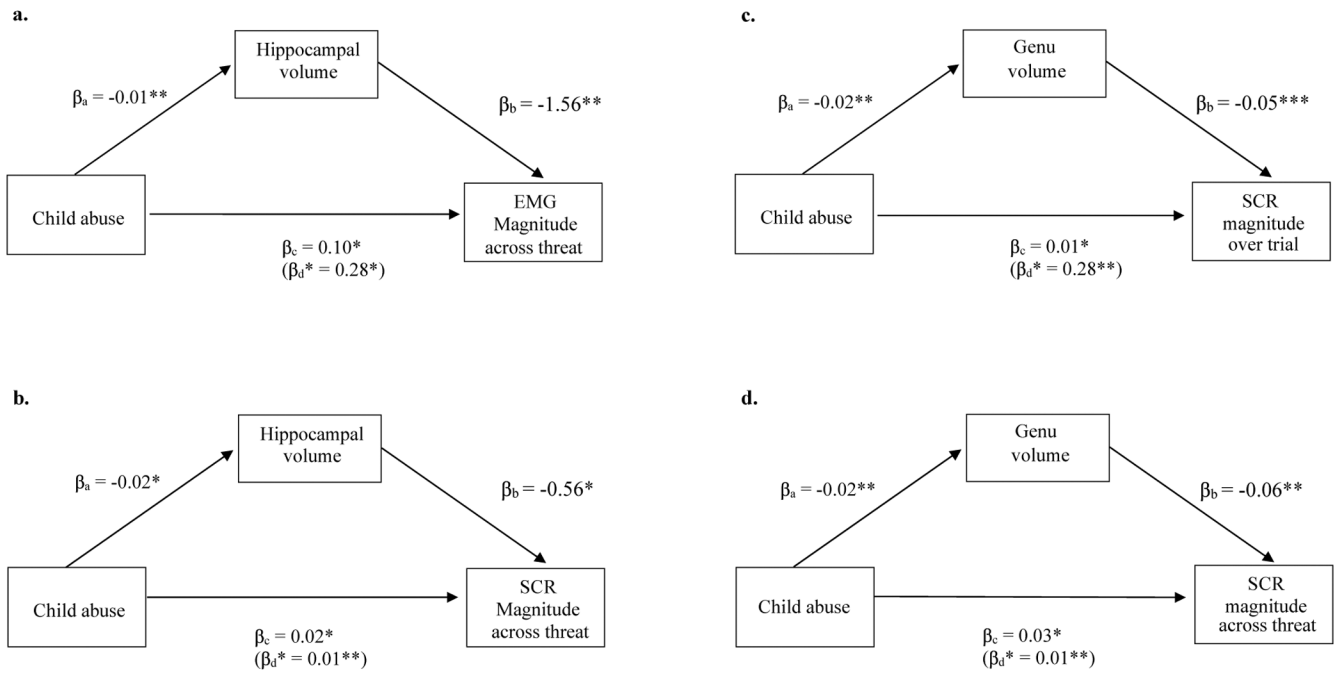 a.
Hippocampal
volume
βa = -0.01**
βb = -1.56**
Child abuse
EMG
Magnitude
across threat
βc = 0.10*
(βd* = 0.28*)
c.
Genu
volume
βa = -0.02**
βb = -0.05***
Child abuse
SCR
magnitude
over trial
βc = 0.01*
(βd* = 0.28**)
b.
Hippocampal
volume
βa = -0.02*
βb = -0.56*
Child abuse
SCR
Magnitude
across threat
βc = 0.02*
(βd* = 0.01**)
d.
Genu
volume
βa = -0.02**
βb = -0.06**
Child abuse
SCR
magnitude
across threat
βc = 0.03*
(βd* = 0.01**)